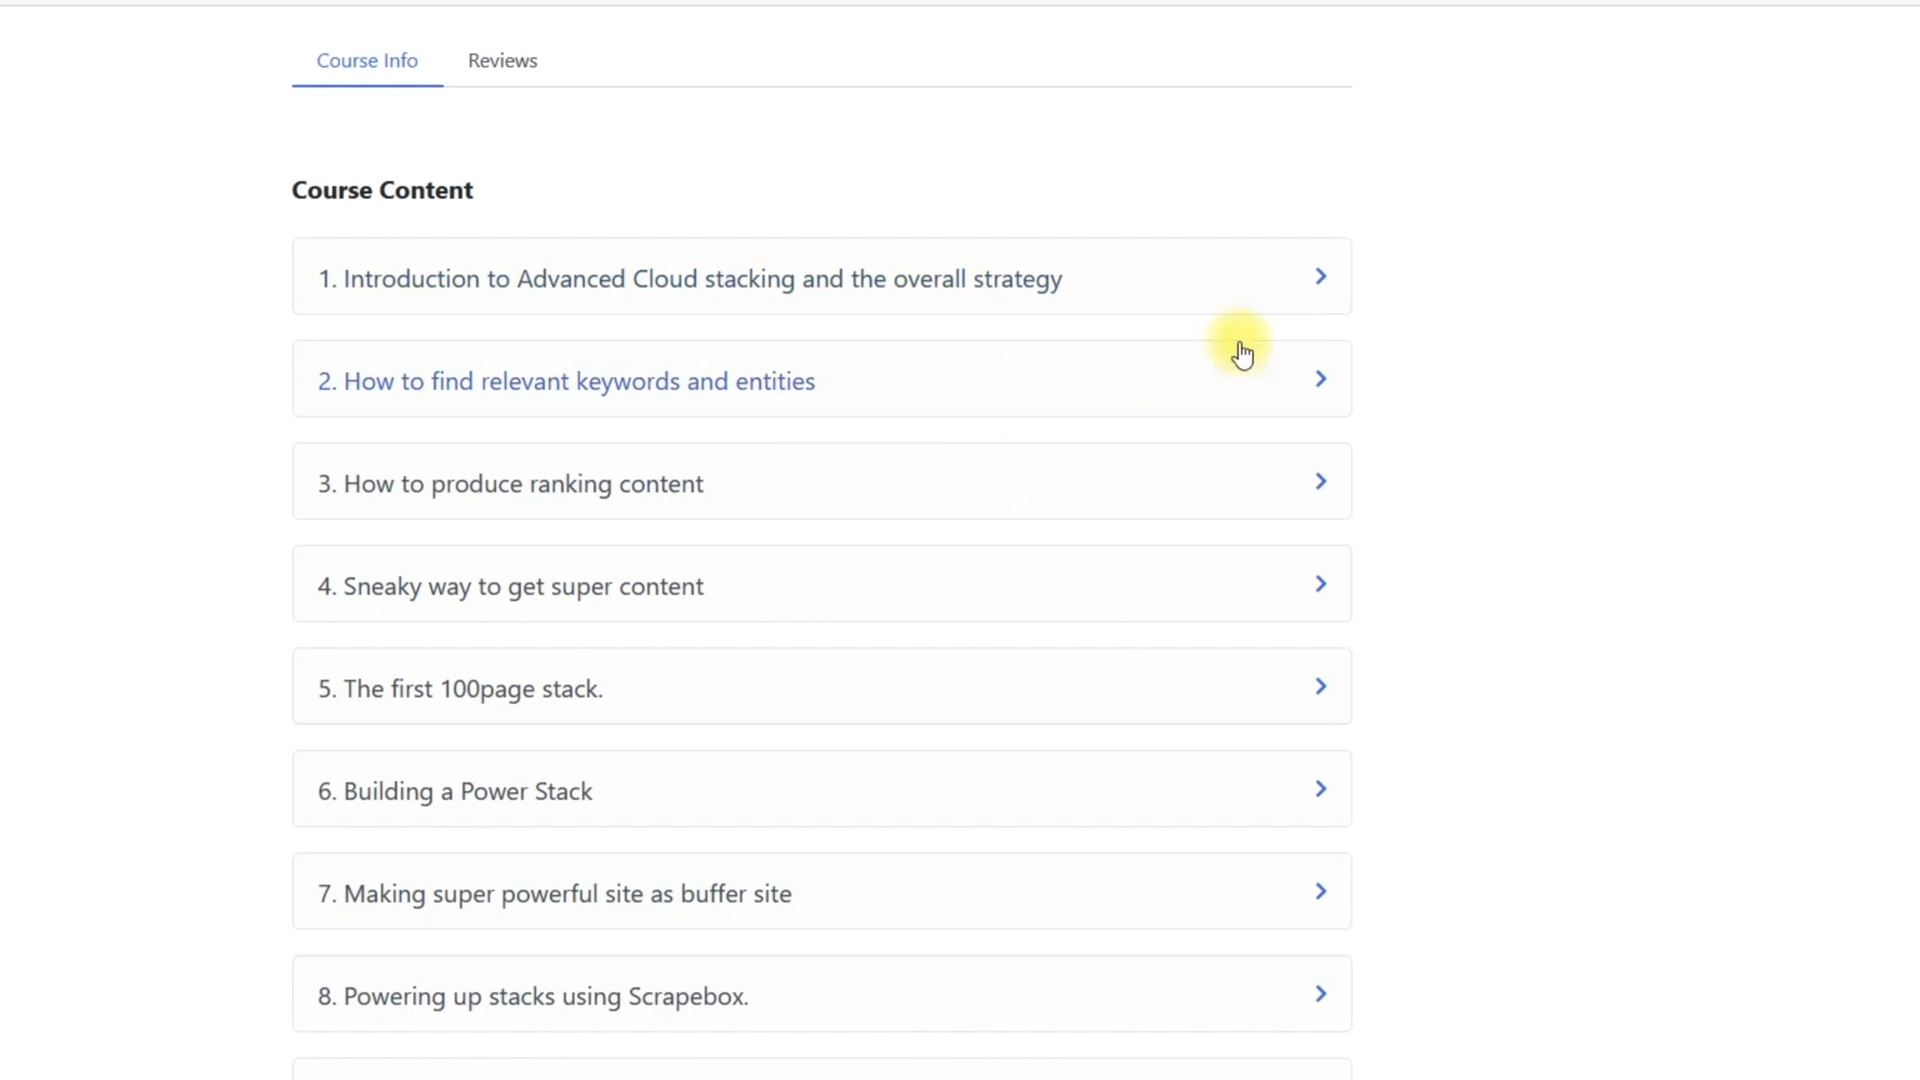 Course Info
Reviews
Course Content
1. Introduction to Advanced Cloud stacking and the overall strategy
2. How to find relevant keywords and entities
3. How to produce ranking content
4. Sneaky way to get super content
5. The first 100page stack.
6. Building a Power Stack
7. Making super powerful site as buffer site
8. Powering up stacks using Scrapebox.